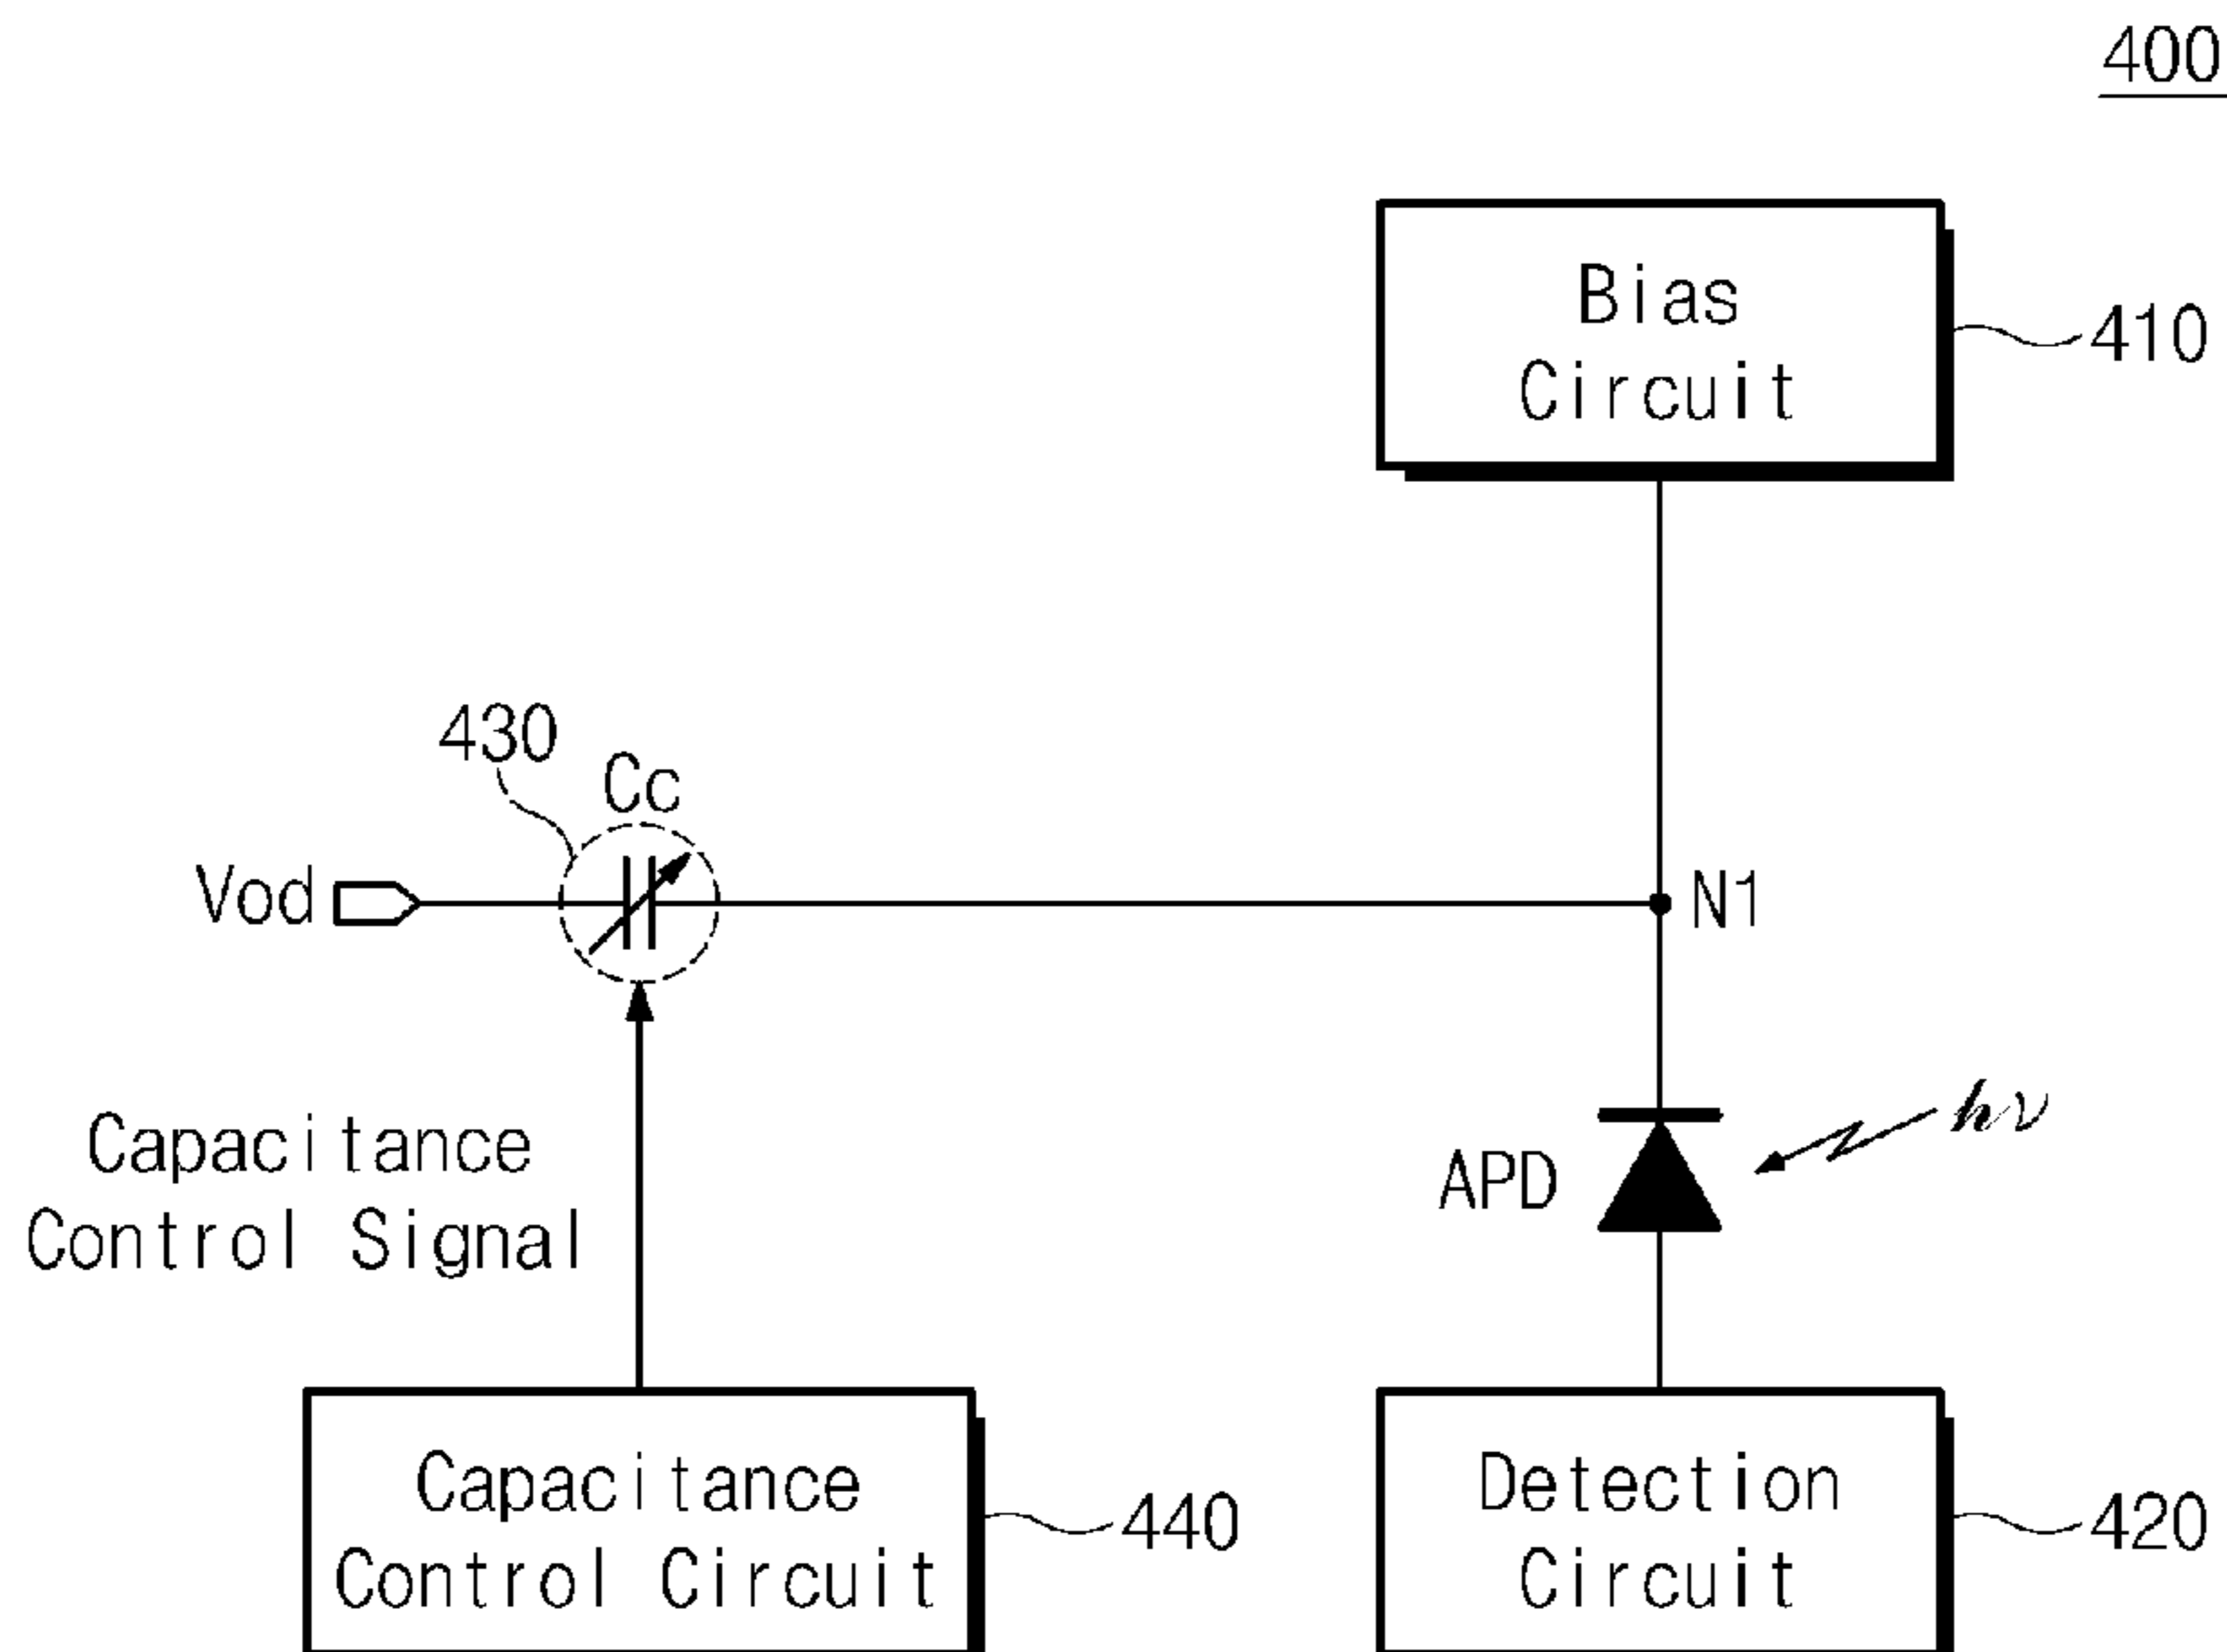 400
Bias
Circuit
410
430
Cc
Vod
N1
Capacitance
Control Signal
APD
hν
Capacitance
Control Circuit
440
Detection
Circuit
420